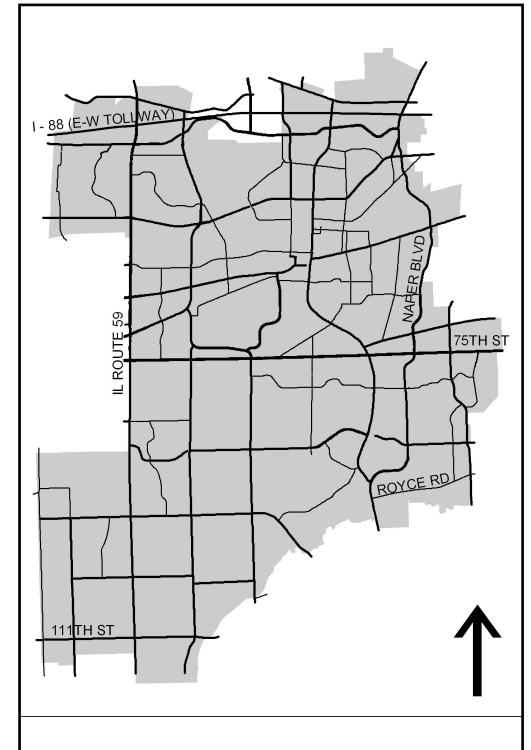 I - 88 (E-W TOLLWAY)
NAPER BLVD
IL ROUTE 59
75TH ST
ROYCE RD
111TH ST